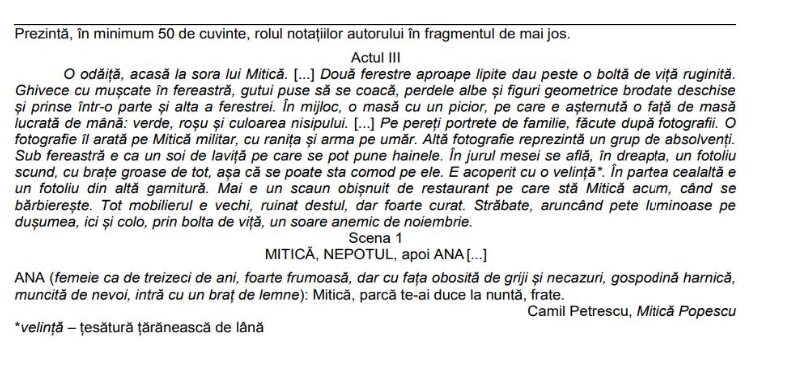 Prezintă, în minimum 50 de cuvinte, rolul notațiilor autorului în fragmentul de mai jos.
Actul III
O odăiță, acasă la sora lui Mitică. [...] Două ferestre aproape lipite dau peste o boltă de viță ruginită.
Ghivece cu mușcate în fereastră, gutui puse să se coacă, perdele albe și figuri geometrice brodate deschise
și prinse într-o parte și alta a ferestrei. În mijloc, o masă cu un picior, pe care e așternută o față de masă
lucrată de mână: verde, roșu și culoarea nisipului. [...] Pe pereți portrete de familie, făcute după fotografii. O
fotografie îl arată pe Mitică militar, cu ranița și arma pe umăr. Altă fotografie reprezintă un grup de absolvenți.
Sub fereastră e ca un soi de laviță pe care se pot pune hainele. În jurul mesei se află, în dreapta, un fotoliu
scund, cu brațe groase de tot, așa că se poate sta comod pe ele. E acoperit cu o velință*. În partea cealaltă e
un fotoliu din altă garnitură. Mai e un scaun obișnuit de restaurant pe care stă Mitică acum, când se
bărbierește. Tot mobilierul e vechi, ruinat destul, dar foarte curat. Străbate, aruncând pete luminoase pe
dușumea, ici și colo, prin bolta de viță, un soare anemic de noiembrie.
Scena 1
MITICĂ, NEPOTUL, apoi ANA [...]
ANA (femeie ca de treizeci de ani, foarte frumoasă, dar cu fața obosită de griji și necazuri, gospodină harnică,
muncită de nevoi, intră cu un braț de lemne): Mitică, parcă te-ai duce la nuntă, frate.
Camil Petrescu, Mitică Popescu
*velință – țesătură țărănească de lână